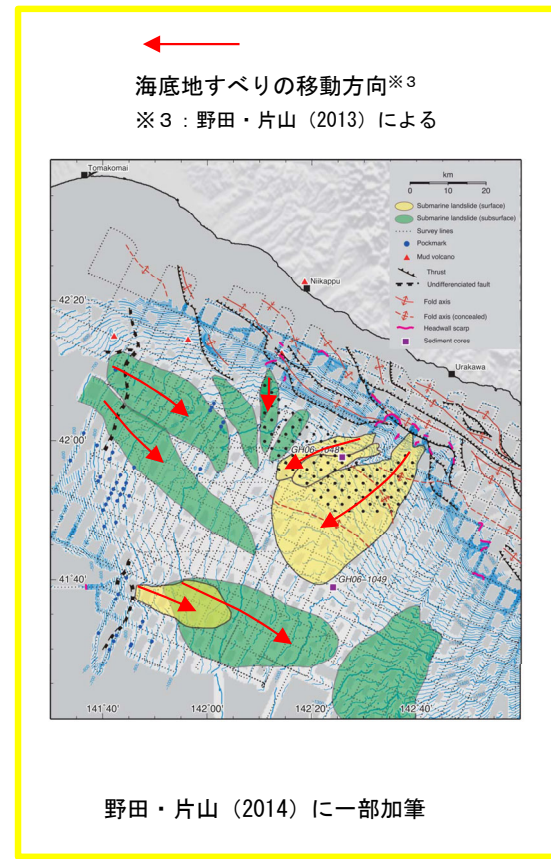 海底地すべりの移動方向※3
※３：野田・片山（2013）による
Tomakomai
km
0 10 20
Submarine landslide (surface)
Submarine landslide (subsurface)
Survey lines
Pockmark
Mud volcano
Thrust
Undifferenciated fault
Fold axis
Fold axis (concealed)
Headwall scarp
Sediment cores
Niikappu
42˚20'
Urakawa
42˚00'
GH06-1048
41˚40'
GH06-1049
141˚40' 142˚00' 142˚20' 142˚40'
野田・片山（2014）に一部加筆